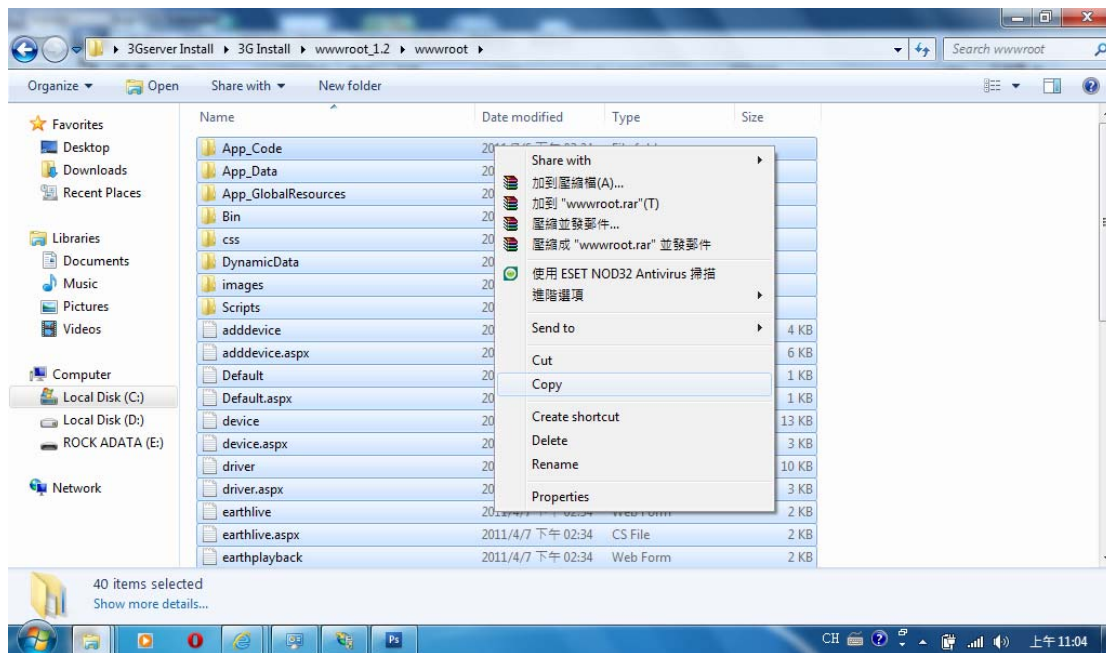 3Gserver Install ▸ 3G Install ▸ wwwroot_1.2 ▸ wwwroot ▸
Search wwwroot
Organize Open Share with New folder
Favorites
Desktop
Downloads
Recent Places
Libraries
Documents
Music
Pictures
Videos
Computer
Local Disk (C:)
Local Disk (D:)
ROCK ADATA (E:)
Network
Name Date modified Type Size
App_Code
App_Data
App_GlobalResources
Bin
css
DynamicData
images
Scripts
adddevice 4 KB
adddevice.aspx 6 KB
Default 1 KB
Default.aspx 1 KB
device 13 KB
device.aspx 3 KB
driver 10 KB
driver.aspx 3 KB
earthlive 2 KB
earthlive.aspx 2011/4/7 下午 02:34 CS File 2 KB
earthplayback 2011/4/7 下午 02:34 Web Form 2 KB
Share with
加到壓縮檔(A)...
加到 "wwwroot.rar"(T)
壓縮並發郵件...
壓縮成 "wwwroot.rar" 並發郵件
使用 ESET NOD32 Antivirus 掃描
進階選項
Send to
Cut
Copy
Create shortcut
Delete
Rename
Properties
40 items selected
Show more details...
Ps
CH
上午 11:04